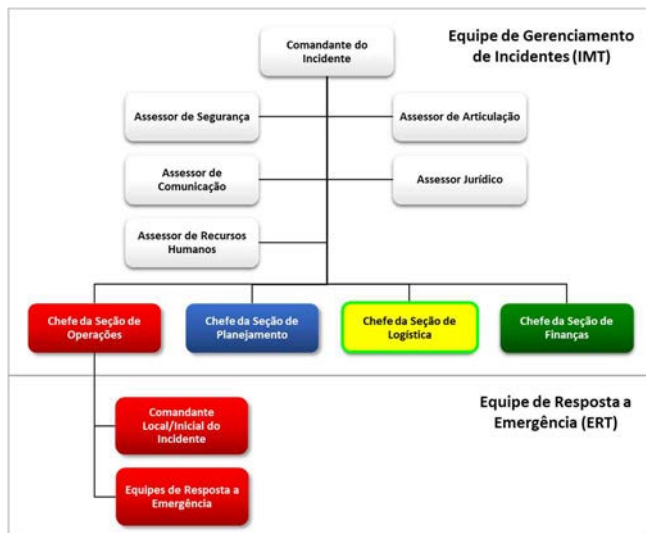 Comandante do
Incidente
Equipe de Gerenciamento
de Incidentes (IMT)
Assessor de Segurança
Assessor de Articulação
Assessor de
Comunicação
Assessor Jurídico
Assessor de Recursos
Humanos
Chefe da Seção de
Operações
Chefe da Seção de
Planejamento
Chefe da Seção de
Logística
Chefe da Seção de
Finanças
Equipe de Resposta a
Emergência (ERT)
Comandante
Local/Inicial do
Incidente
Equipes de Resposta a
Emergência